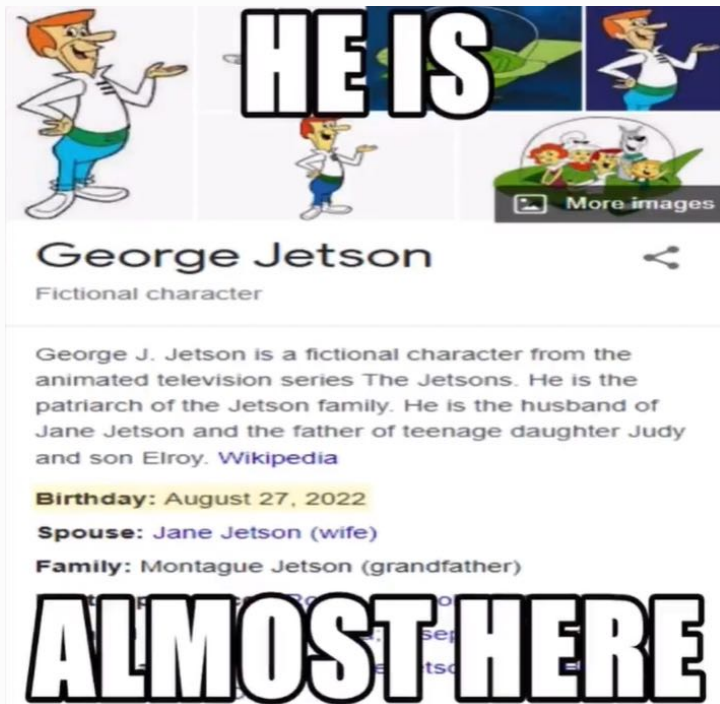 HE IS
More images
George Jetson
Fictional character
George J. Jetson is a fictional character from the
animated television series The Jetsons. He is the
patriarch of the Jetson family. He is the husband of
Jane Jetson and the father of teenage daughter Judy
and son Elroy. Wikipedia
Birthday: August 27, 2022
Spouse: Jane Jetson (wife)
Family: Montague Jetson (grandfather)
ALMOST HERE